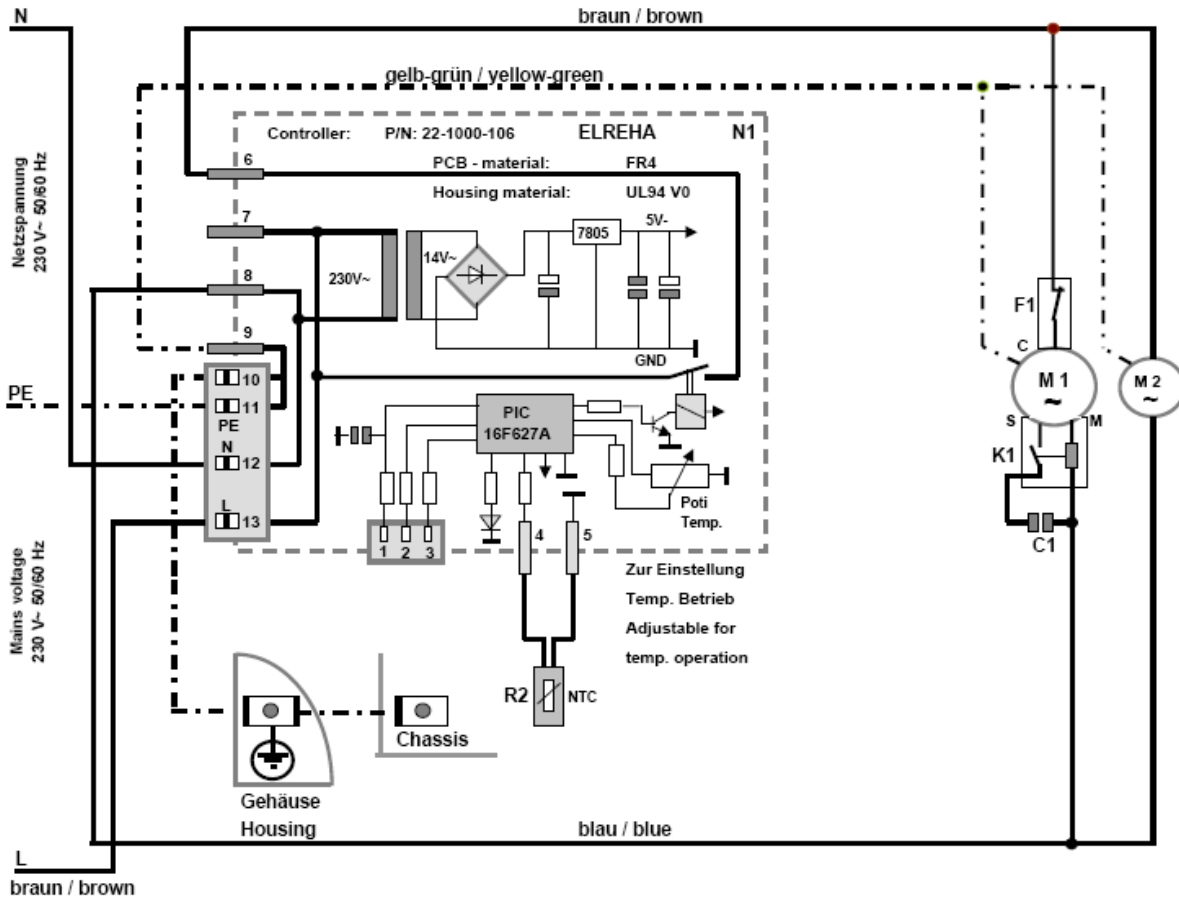 N
braun / brown
gelb-grün / yellow-green
Netzspannung
230 V~ 50/60 Hz
Controller: P/N: 22-1000-106 ELREHA N1
PCB - material: FR4
Housing material: UL94 V0
6
7
8
9
230V~
14V~
7805
5V-
GND
F1
C
M 1
~
M 2
~
S
M
K1
C1
PE
10
11
PE
N
12
L
13
PIC
16F627A
Poti
Temp.
1 2 3
4
5
Mains voltage
230 V~ 50/60 Hz
Zur Einstellung
Temp. Betrieb
Adjustable for
temp. operation
R2
NTC
Chassis
Gehäuse
Housing
blau / blue
L
braun / brown